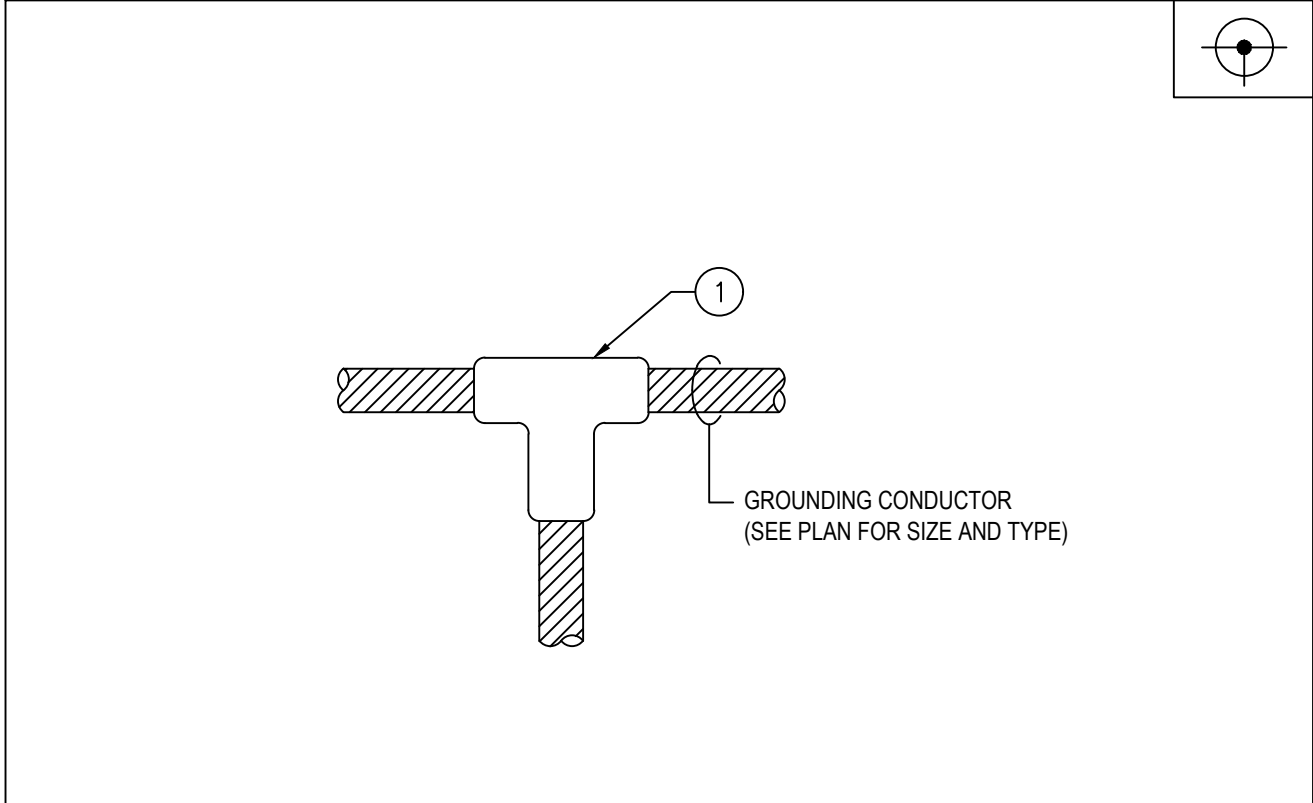 1
GROUNDING CONDUCTOR
(SEE PLAN FOR SIZE AND TYPE)